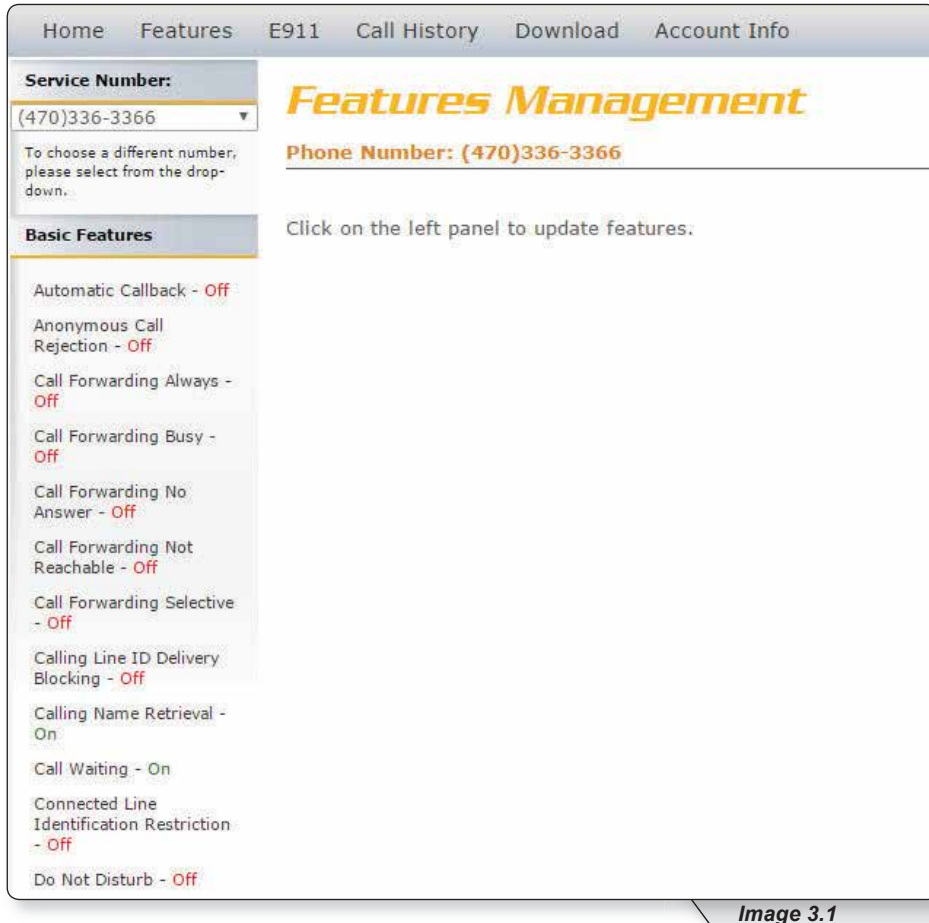 Home Features E911 Call History Download Account Info
Service Number:
(470)336-3366
To choose a different number,
please select from the drop-
down.
Basic Features
Automatic Callback - Off
Anonymous Call
Rejection - Off
Call Forwarding Always -
Off
Call Forwarding Busy -
Off
Call Forwarding No
Answer - Off
Call Forwarding Not
Reachable - Off
Call Forwarding Selective
- Off
Calling Line ID Delivery
Blocking - Off
Calling Name Retrieval -
On
Call Waiting - On
Connected Line
Identification Restriction
- Off
Do Not Disturb - Off
Features Management
Phone Number: (470)336-3366
Click on the left panel to update features.
Image 3.1